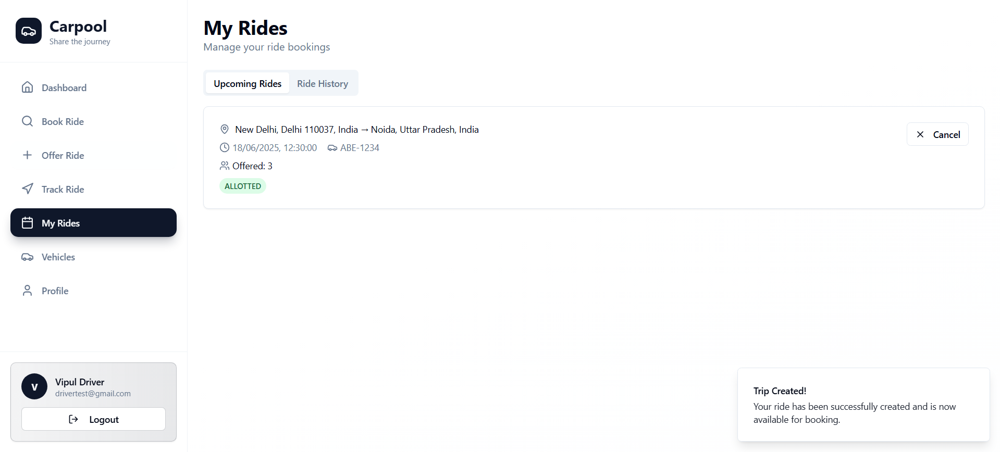 Carpool
Share the journey
Dashboard
Book Ride
Offer Ride
Track Ride
My Rides
Vehicles
Profile
V
Vipul Driver
drivertest@gmail.com
Logout
My Rides
Manage your ride bookings
Upcoming Rides
Ride History
New Delhi, Delhi 110037, India → Noida, Uttar Pradesh, India
18/06/2025, 12:30:00 ABE-1234
Offered: 3
ALLOTTED
Cancel
Trip Created!
Your ride has been successfully created and is now
available for booking.